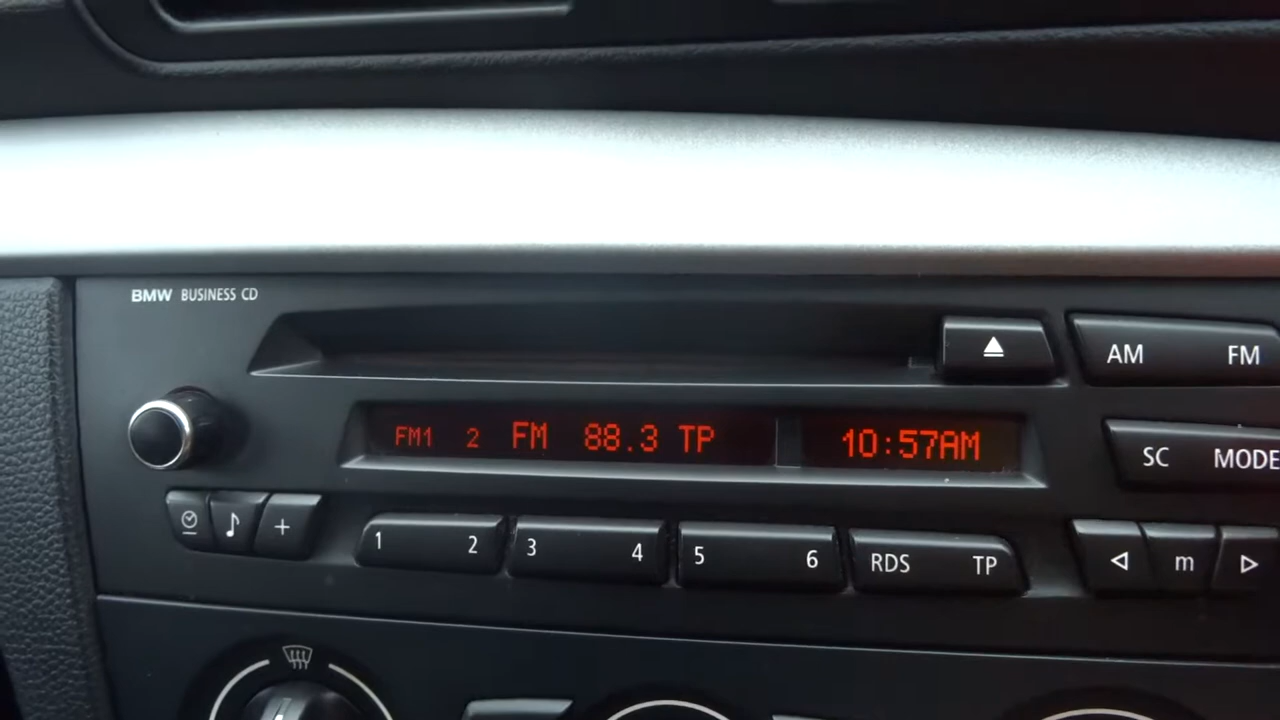 BMW BUSINESS CD
AM FM
FM1 2 FM 88.3 TP 10:57AM
SC MODE
1 2 3 4 5 6 RDS TP m